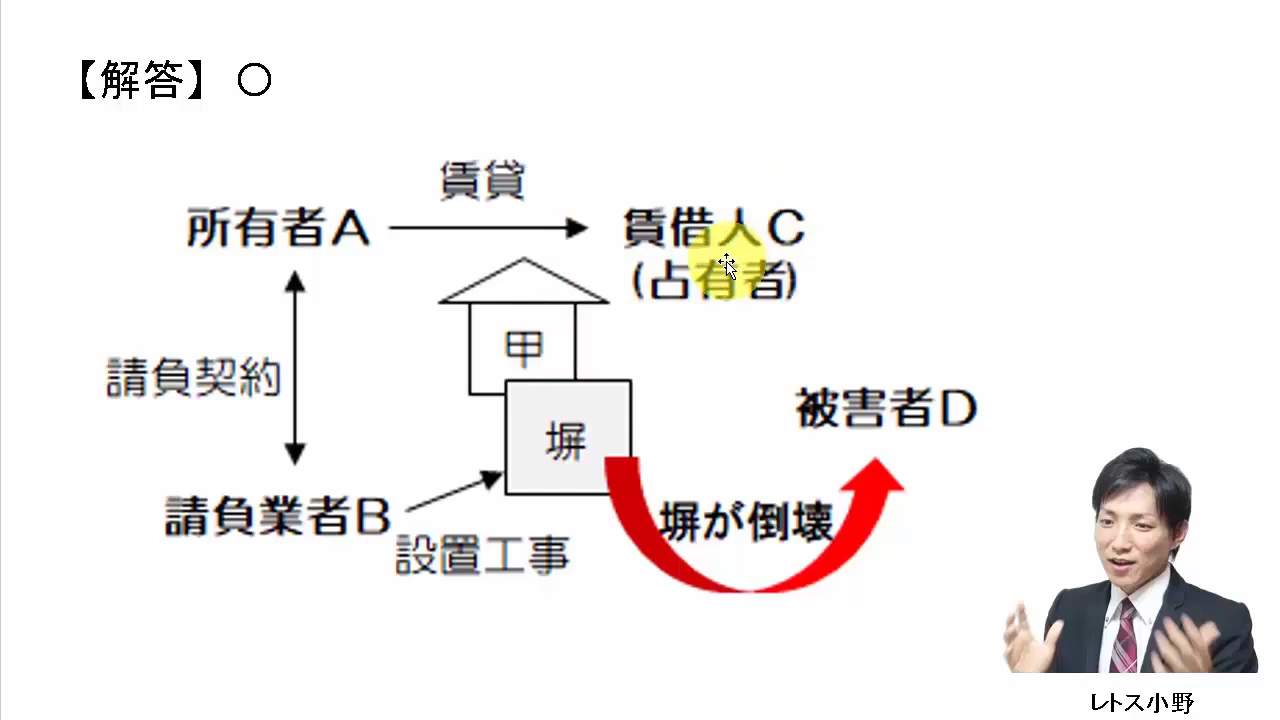 【解答】 ○
賃貸
所有者A
賃借人C
(占有者)
甲
請負契約
塀
被害者D
請負業者B
設置工事
塀が倒壊
レトス小野